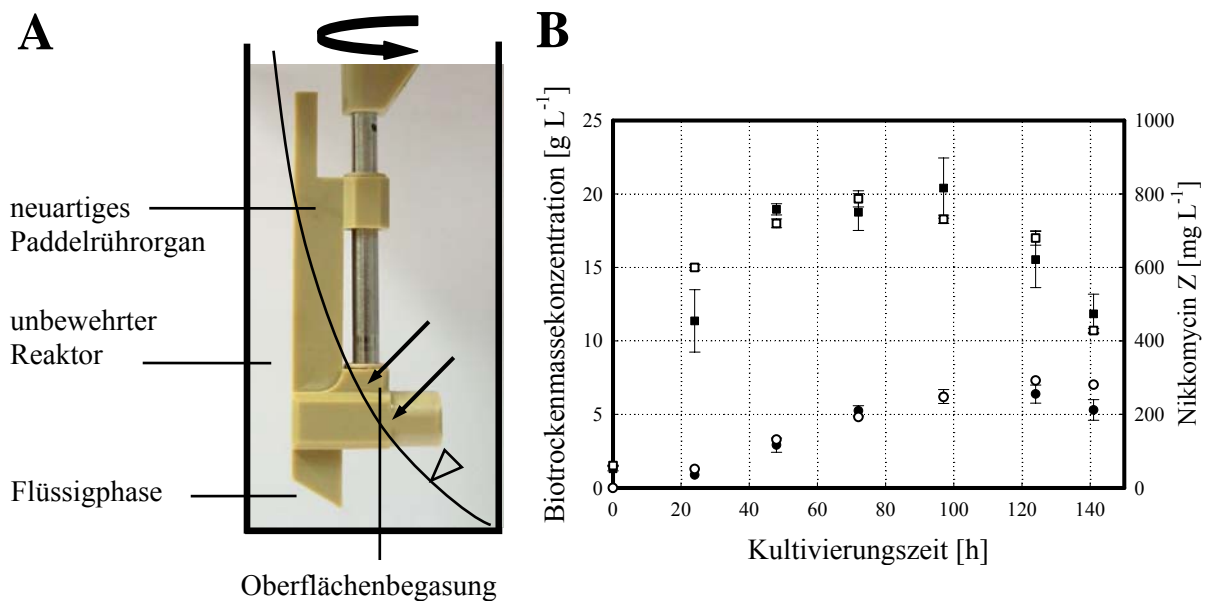 A
neuartiges
Paddelrührorgan
unbewehrter
Reaktor
Flüssigphase
Oberflächenbegasung
B
Biotrockenmassekonzentration [g L-1]
25
20
15
10
5
0
1000
800
600
400
200
0
Nikkomycin Z [mg L-1]
0 20 40 60 80 100 120 140
Kultivierungszeit [h]